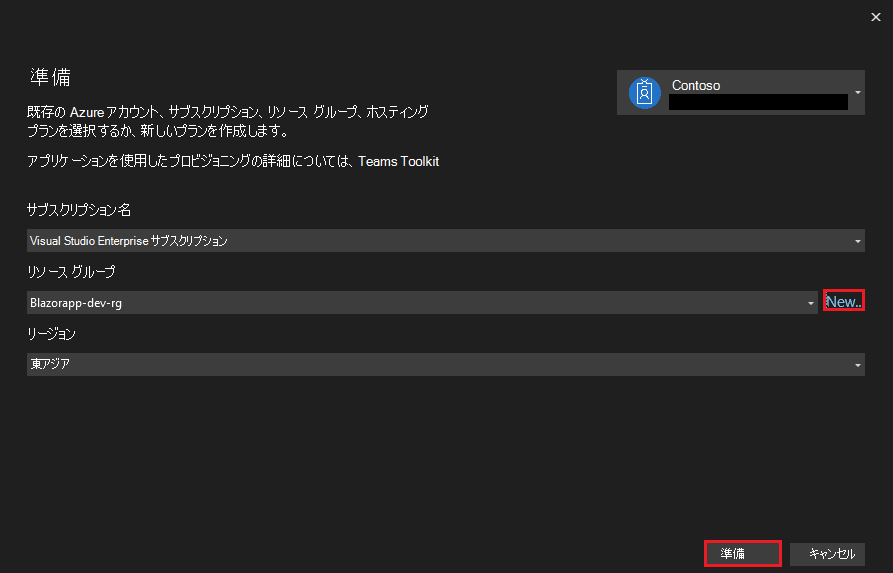 準備
Contoso
既存の Azure アカウント、サブスクリプション、リソース グループ、ホスティング
プランを選択するか、新しいプランを作成します。
アプリケーションを使用したプロビジョニングの詳細については、Teams Toolkit
サブスクリプション名
Visual Studio Enterprise サブスクリプション
リソース グループ
Blazorapp-dev-rg
New..
リージョン
東アジア
準備
キャンセル